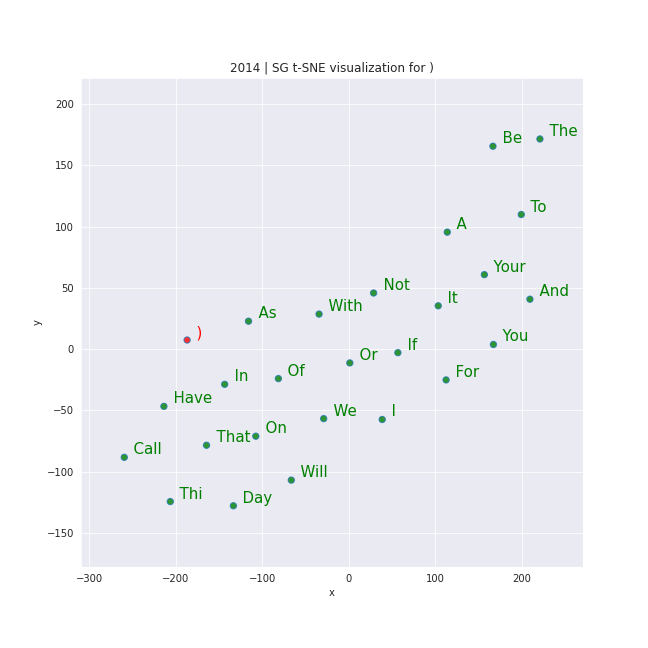 2014 | SG t-SNE visualization for )
200
150
100
50
0
−50
−100
−150
y
Be
The
To
A
Your
Not
And
It
With
As
)
You
If
Or
For
Of
In
Have
We
I
On
That
Call
Will
Thi
Day
−300
−200
−100
0
100
200
x